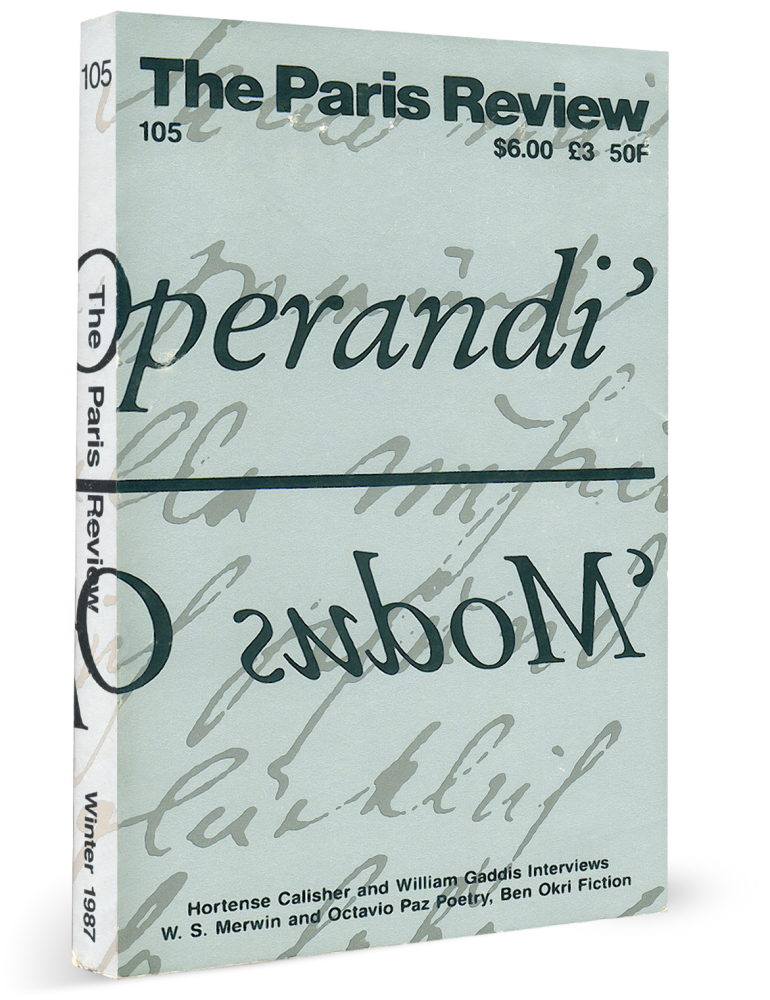 105
The Paris Review
Winter 1987
The Paris Review
105
$6.00 £3 50F
Operandi’
‘Modus O
Hortense Calisher and William Gaddis Interviews
W. S. Merwin and Octavio Paz Poetry, Ben Okri Fiction